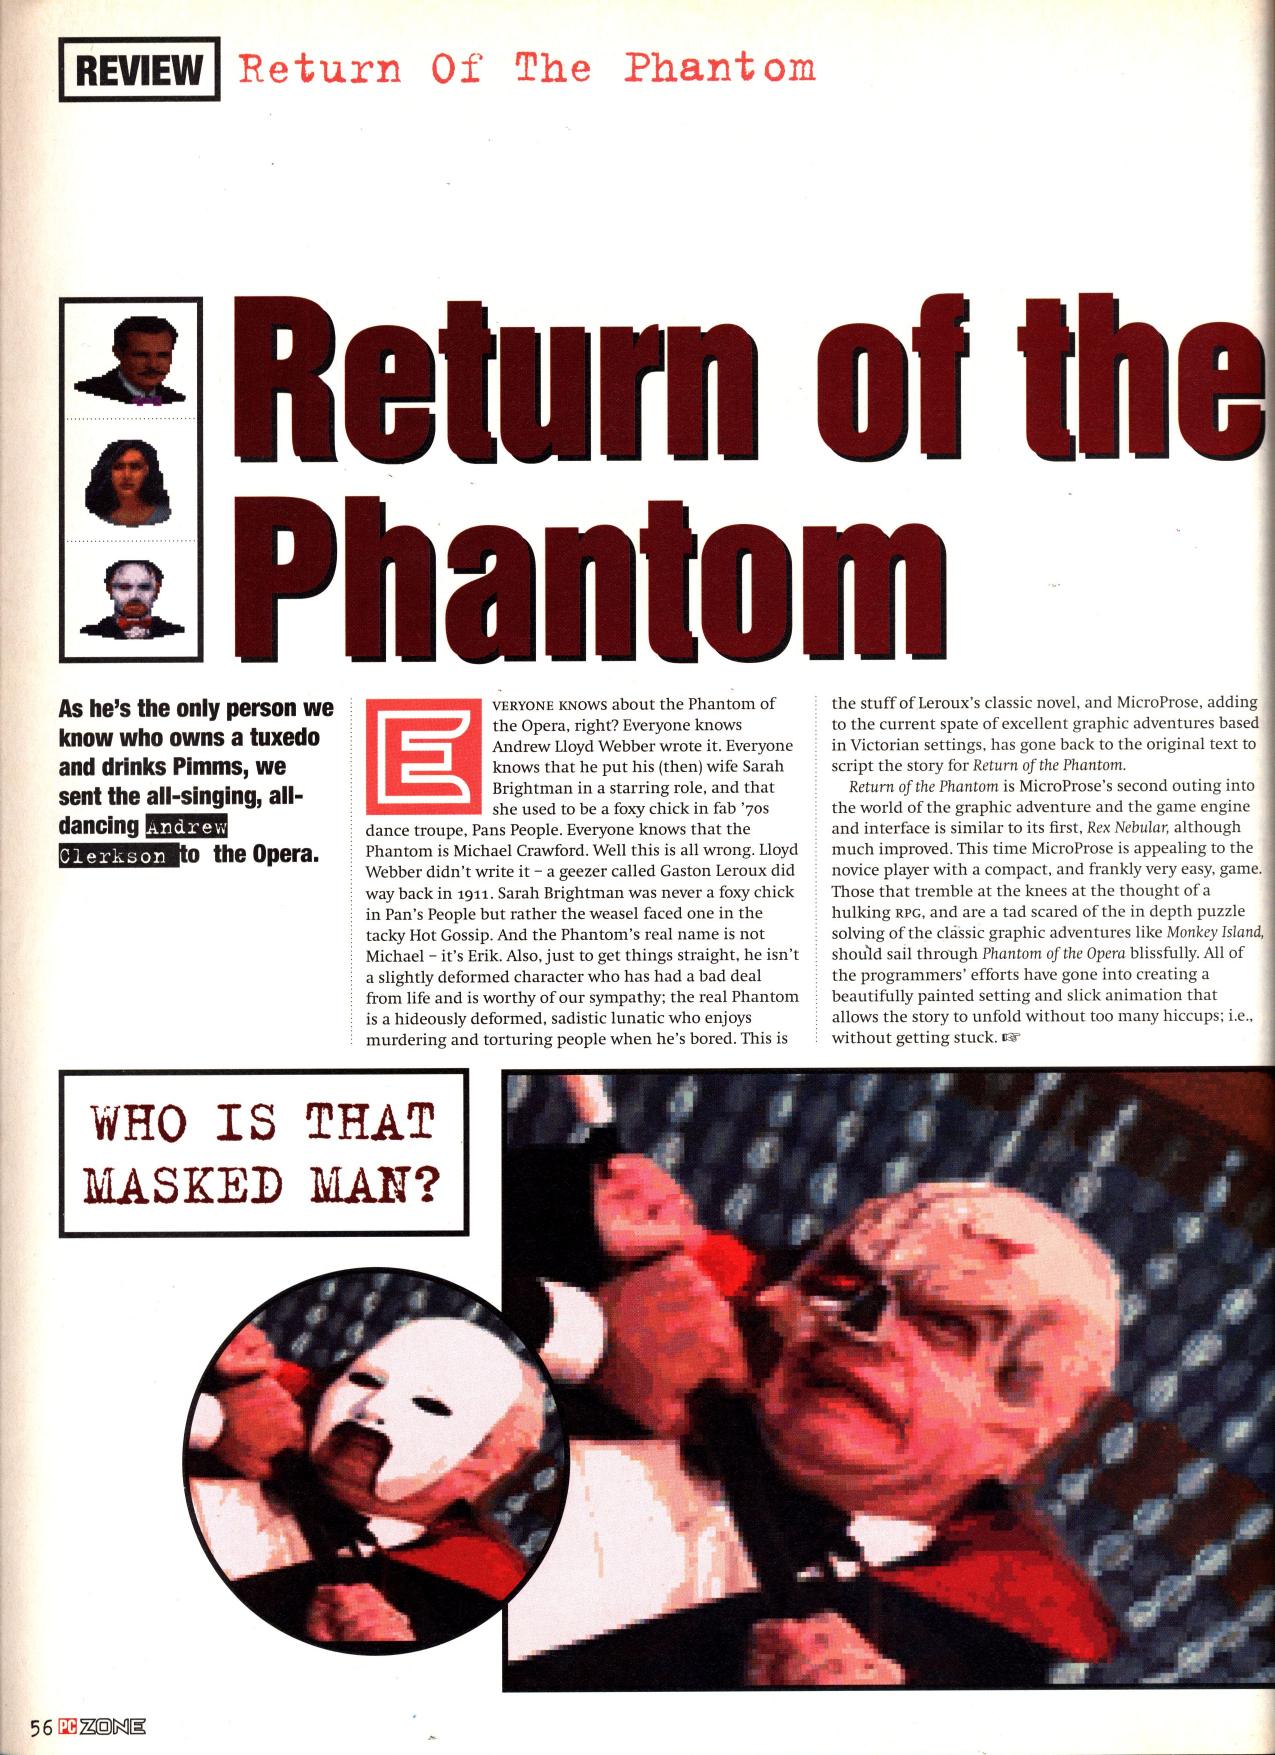 REVIEW Return Of The Phantom
Return of the
Phantom
As he's the only person we
know who owns a tuxedo
and drinks Pimms, we
sent the all-singing, all-
dancing Andrew
Clerkson to the Opera.
EVERYONE KNOWS about the Phantom of
the Opera, right? Everyone knows
Andrew Lloyd Webber wrote it. Everyone
knows that he put his (then) wife Sarah
Brightman in a starring role, and that
she used to be a foxy chick in fab '70s
dance troupe, Pans People. Everyone knows that the
Phantom is Michael Crawford. Well this is all wrong. Lloyd
Webber didn't write it – a geezer called Gaston Leroux did
way back in 1911. Sarah Brightman was never a foxy chick
in Pan's People but rather the weasel faced one in the
tacky Hot Gossip. And the Phantom's real name is not
Michael – it's Erik. Also, just to get things straight, he isn't
a slightly deformed character who has had a bad deal
from life and is worthy of our sympathy; the real Phantom
is a hideously deformed, sadistic lunatic who enjoys
murdering and torturing people when he's bored. This is
the stuff of Leroux's classic novel, and MicroProse, adding
to the current spate of excellent graphic adventures based
in Victorian settings, has gone back to the original text to
script the story for Return of the Phantom.
Return of the Phantom is MicroProse's second outing into
the world of the graphic adventure and the game engine
and interface is similar to its first, Rex Nebular, although
much improved. This time MicroProse is appealing to the
novice player with a compact, and frankly very easy, game.
Those that tremble at the knees at the thought of a
hulking RPG, and are a tad scared of the in depth puzzle
solving of the classic graphic adventures like Monkey Island,
should sail through Phantom of the Opera blissfully. All of
the programmers' efforts have gone into creating a
beautifully painted setting and slick animation that
allows the story to unfold without too many hiccups; i.e.,
without getting stuck. ☞
WHO IS THAT
MASKED MAN?
56 PC ZONE